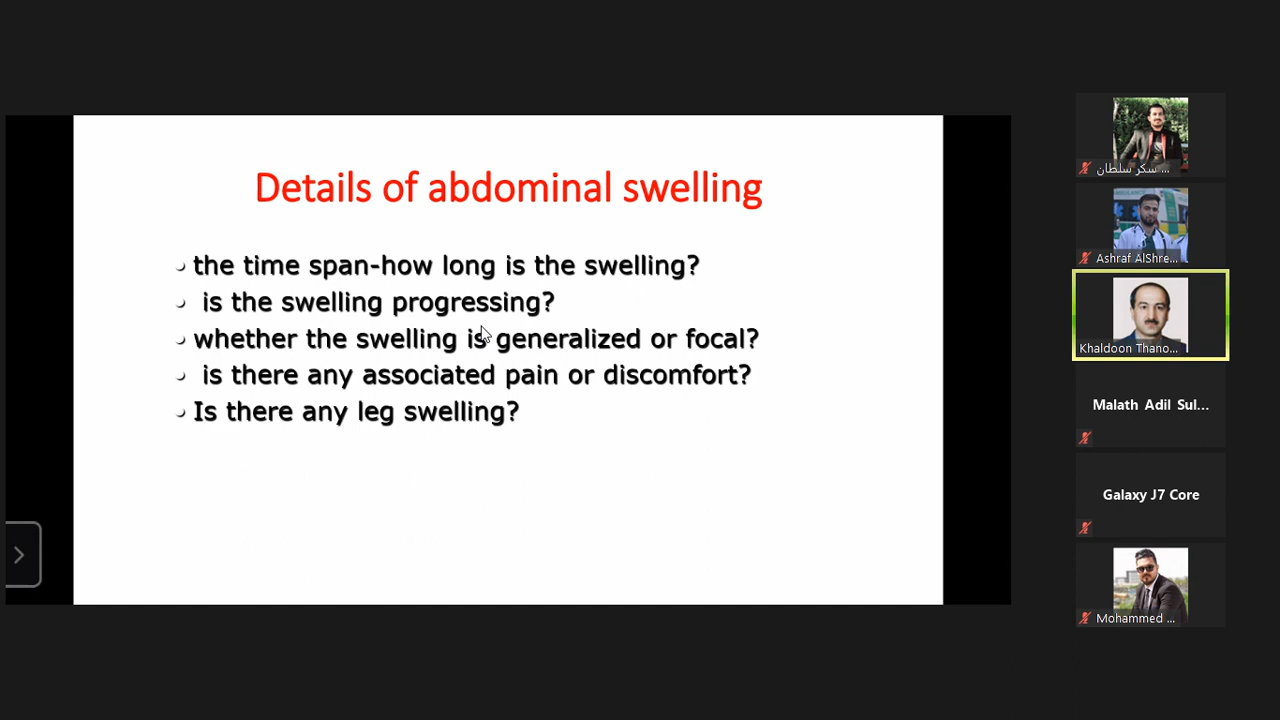 Details of abdominal swelling
the time span-how long is the swelling?
is the swelling progressing?
whether the swelling is generalized or focal?
is there any associated pain or discomfort?
Is there any leg swelling?
سكر سلطان ...
Ashraf AlShre...
Khaldoon Thano...
Malath Adil Sul...
Galaxy J7 Core
Mohammed ...